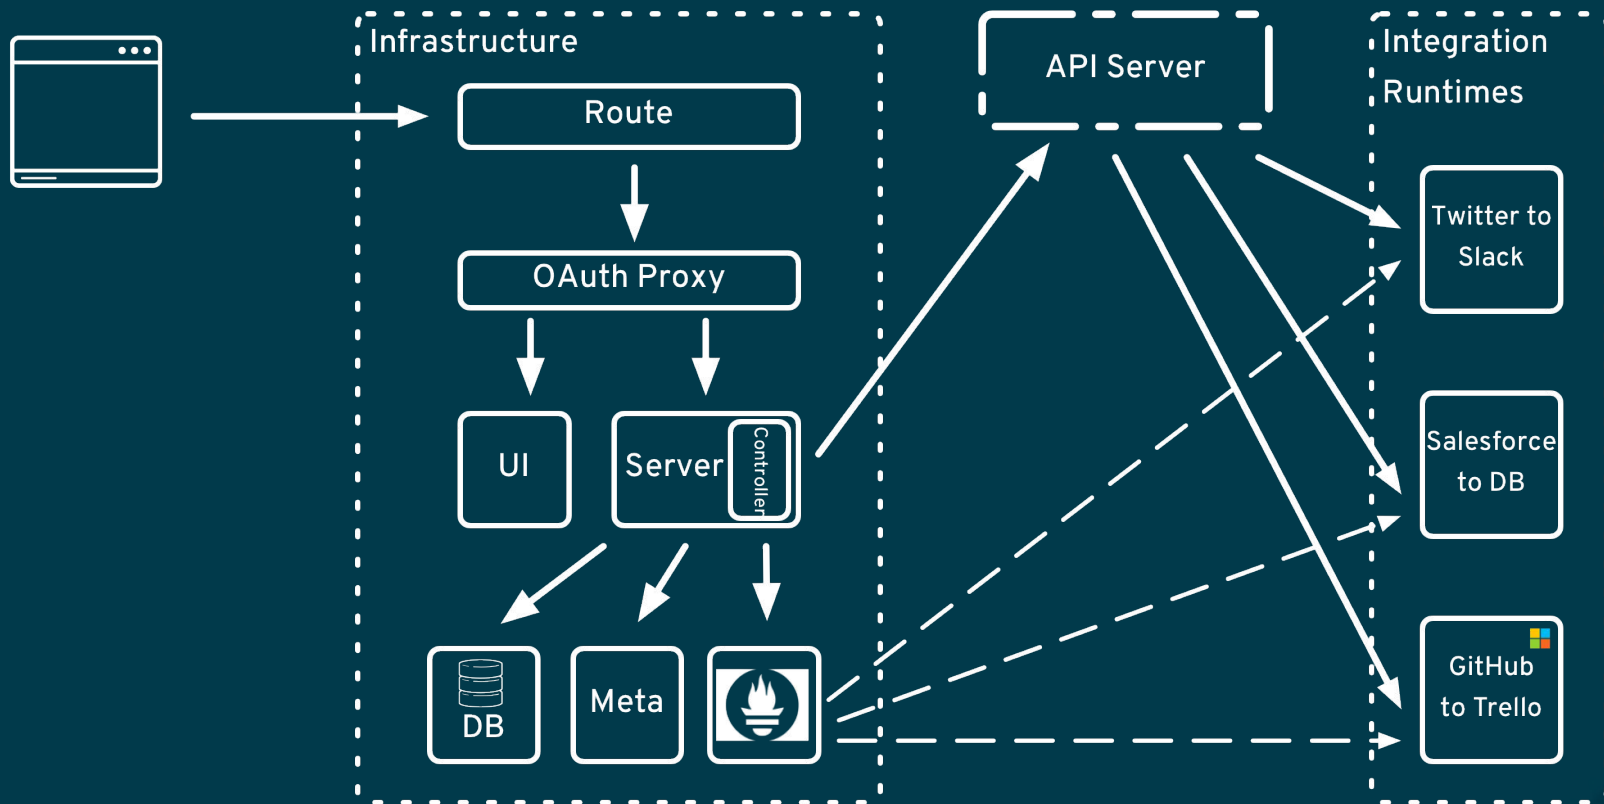 Infrastructure
Route
OAuth Proxy
UI
Server
Controller
DB
Meta
API Server
Integration
Runtimes
Twitter to
Slack
Salesforce
to DB
GitHub
to Trello